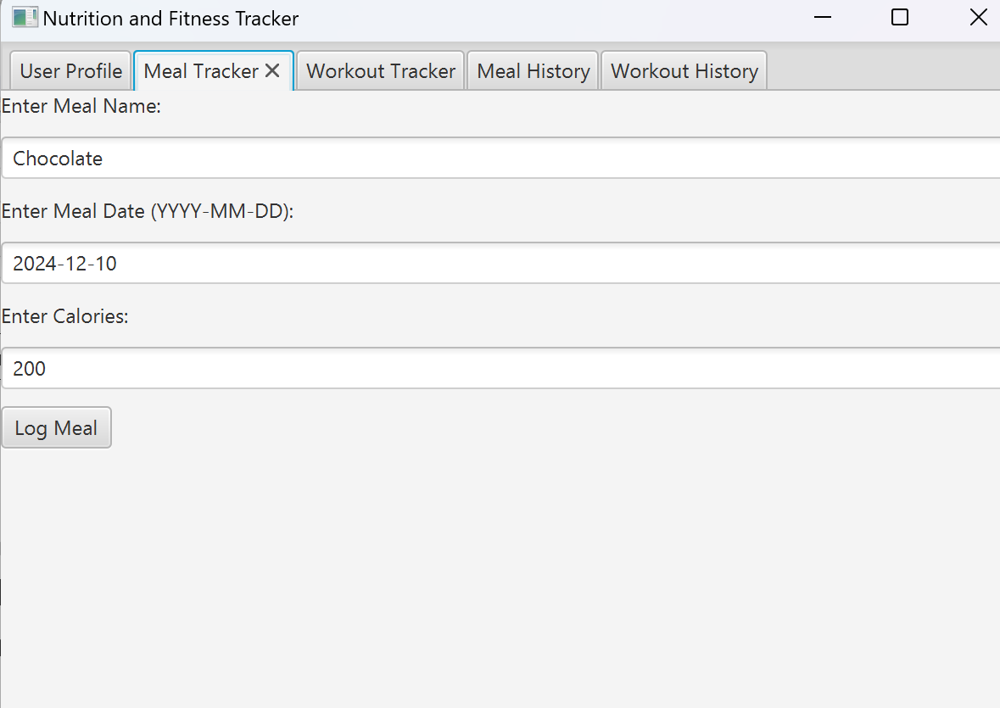 Nutrition and Fitness Tracker
User Profile Meal Tracker Workout Tracker Meal History Workout History
Enter Meal Name:
Chocolate
Enter Meal Date (YYYY-MM-DD):
2024-12-10
Enter Calories:
200
Log Meal